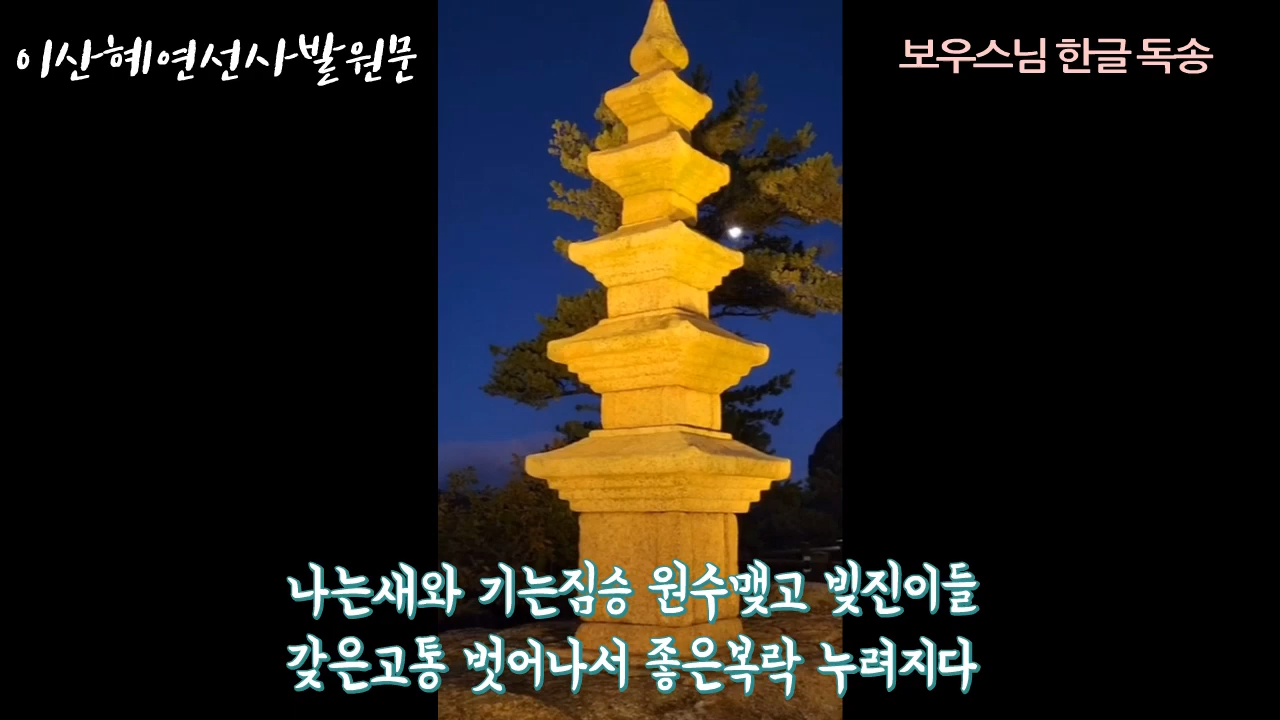 이산혜연선사발원문
보우스님 한글 독송
나는새와 기는짐승 원수맺고 빚진이들
갖은고통 벗어나서 좋은복락 누려지다